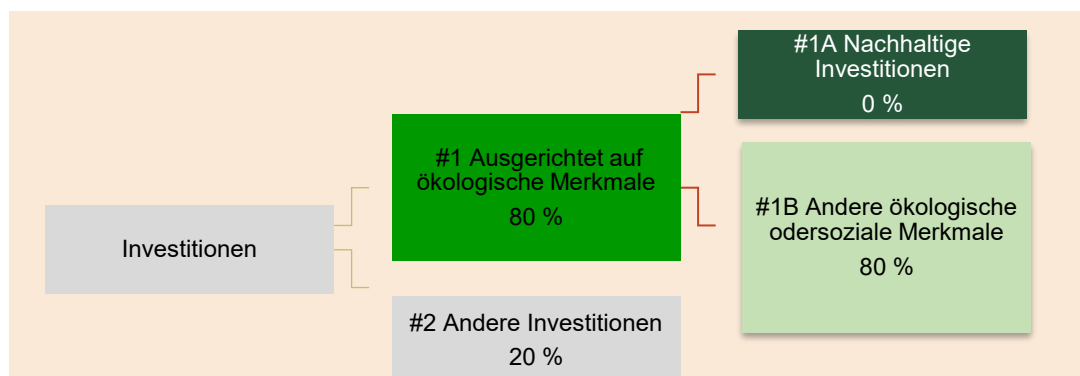 Investitionen
#1 Ausgerichtet auf
ökologische Merkmale
80 %
#2 Andere Investitionen
20 %
#1A Nachhaltige
Investitionen
0 %
#1B Andere ökologische
odersoziale Merkmale
80 %